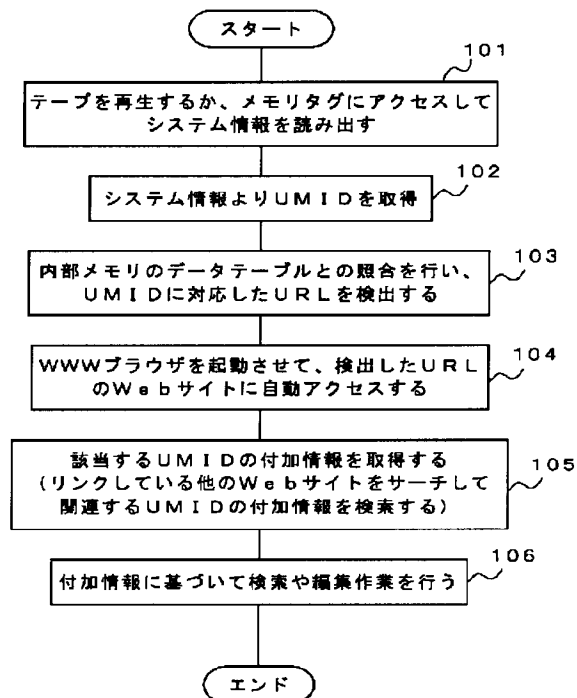 スタート
101
テープを再生するか、メモリタグにアクセスして
システム情報を読み出す
102
システム情報よりUMIDを取得
103
内部メモリのデータテーブルとの照合を行い、
UMIDに対応したURLを検出する
104
WWWブラウザを起動させて、検出したURL
のWebサイトに自動アクセスする
105
該当するUMIDの付加情報を取得する
(リンクしている他のWebサイトをサーチして
関連するUMIDの付加情報を検索する)
106
付加情報に基づいて検索や編集作業を行う
エンド